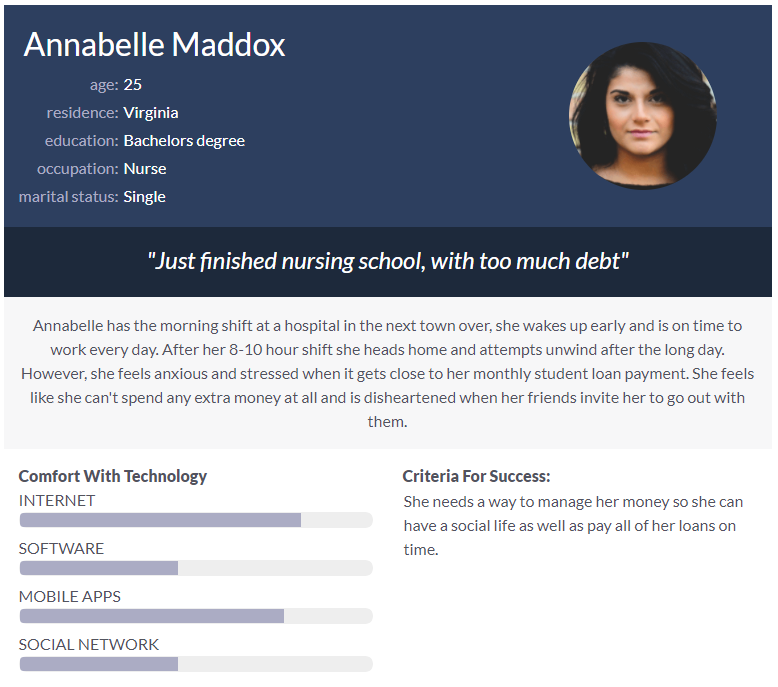 Annabelle Maddox
age: 25
residence: Virginia
education: Bachelors degree
occupation: Nurse
marital status: Single
"Just finished nursing school, with too much debt"
Annabelle has the morning shift at a hospital in the next town over, she wakes up early and is on time to
work every day. After her 8-10 hour shift she heads home and attempts unwind after the long day.
However, she feels anxious and stressed when it gets close to her monthly student loan payment. She feels
like she can't spend any extra money at all and is disheartened when her friends invite her to go out with
them.
Comfort With Technology
INTERNET
SOFTWARE
MOBILE APPS
SOCIAL NETWORK
Criteria For Success:
She needs a way to manage her money so she can
have a social life as well as pay all of her loans on
time.